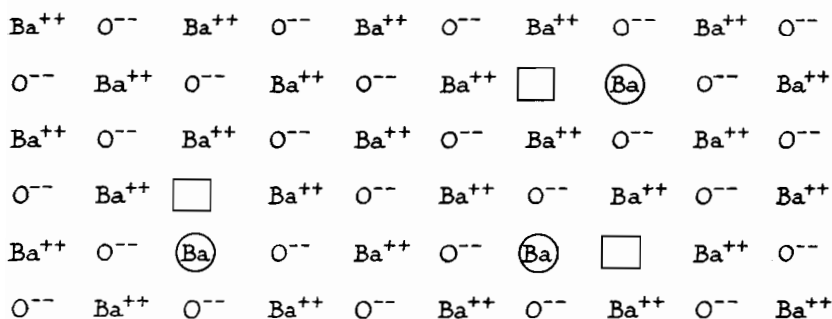 Ba++ O-- Ba++ O-- Ba++ O-- Ba++ O-- Ba++ O--
O-- Ba++ O-- Ba++ O-- Ba++ Ba O-- Ba++
Ba++ O-- Ba++ O-- Ba++ O-- Ba++ O-- Ba++ O--
O-- Ba++ Ba++ O-- Ba++ O-- Ba++ O-- Ba++
Ba++ O-- Ba O-- Ba++ O-- Ba Ba++ O--
O-- Ba++ O-- Ba++ O-- Ba++ O-- Ba++ O-- Ba++